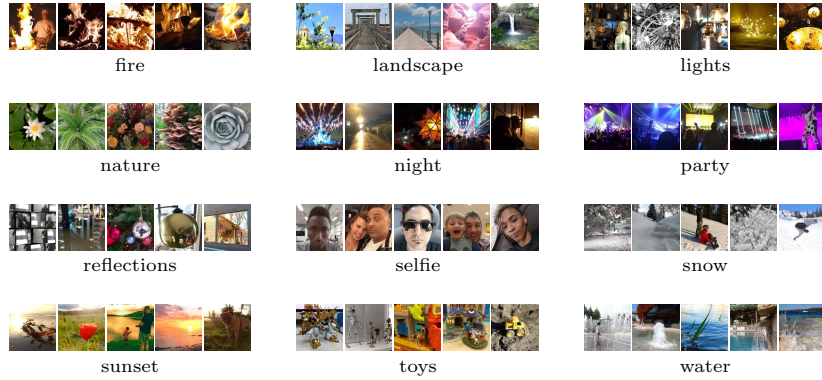 fire
landscape
lights
nature
night
party
reflections
selfie
snow
sunset
toys
water